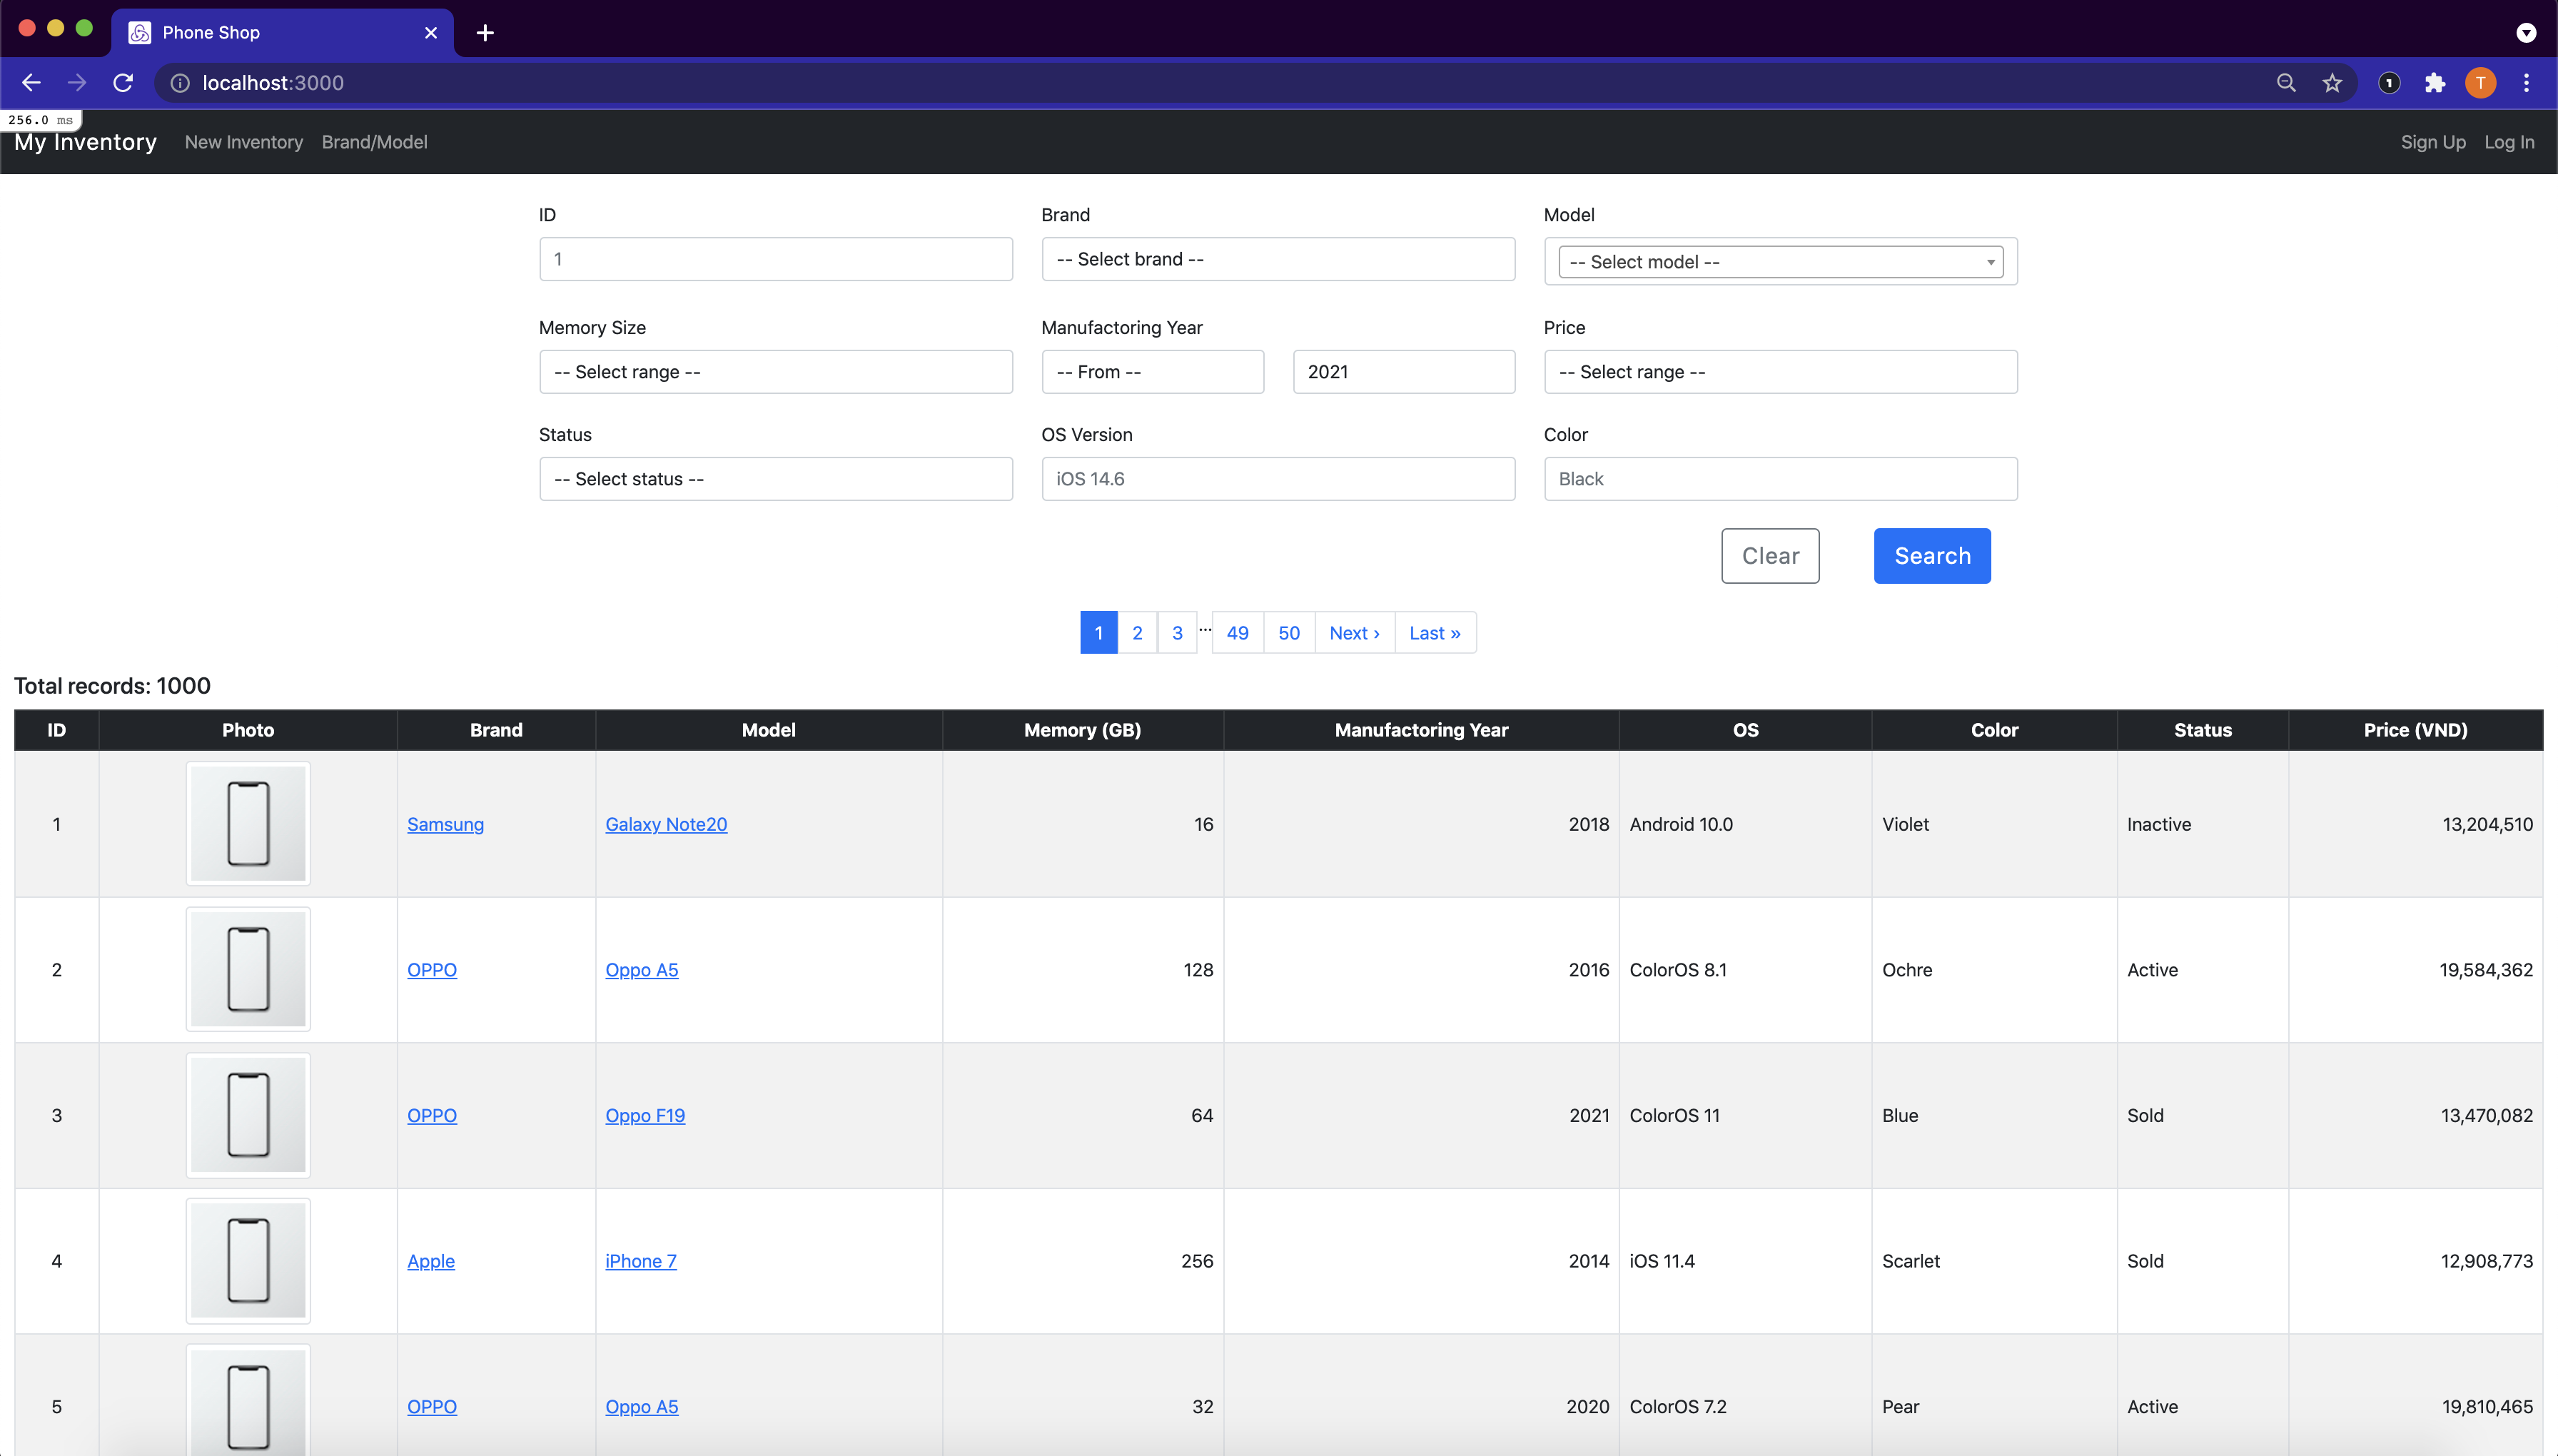 Phone Shop
localhost:3000
256.0 ms
My Inventory New Inventory Brand/Model Sign Up Log In
ID Brand Model
1 -- Select brand -- -- Select model --
Memory Size Manufactoring Year Price
-- Select range -- -- From -- 2021 -- Select range --
Status OS Version Color
-- Select status -- iOS 14.6 Black
Clear Search
1 2 3 ... 49 50 Next › Last »
Total records: 1000
ID Photo Brand Model Memory (GB) Manufactoring Year OS Color Status Price (VND)
1 Samsung Galaxy Note20 16 2018 Android 10.0 Violet Inactive 13,204,510
2 OPPO Oppo A5 128 2016 ColorOS 8.1 Ochre Active 19,584,362
3 OPPO Oppo F19 64 2021 ColorOS 11 Blue Sold 13,470,082
4 Apple iPhone 7 256 2014 iOS 11.4 Scarlet Sold 12,908,773
5 OPPO Oppo A5 32 2020 ColorOS 7.2 Pear Active 19,810,465